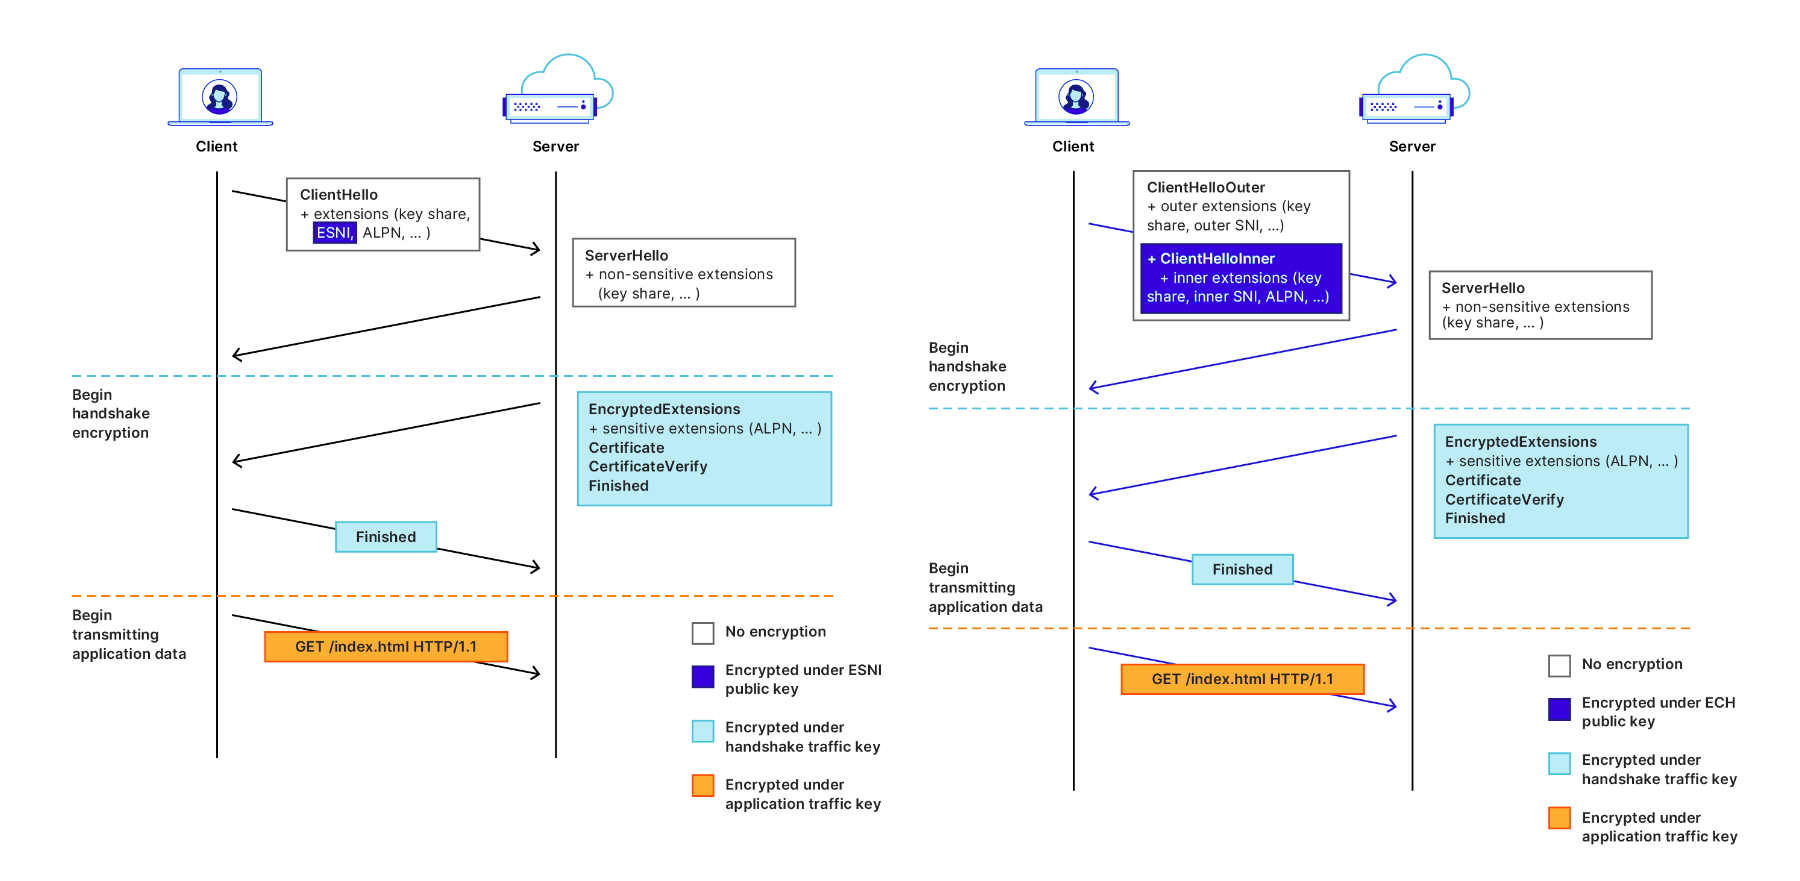 Client
Server
ClientHello
+ extensions (key share,
ESNI, ALPN, ... )
ServerHello
+ non-sensitive extensions
(key share, ... )
Begin
handshake
encryption
EncryptedExtensions
+ sensitive extensions (ALPN, ... )
Certificate
CertificateVerify
Finished
Finished
Begin
transmitting
application data
GET /index.html HTTP/1.1
No encryption
Encrypted under ESNI
public key
Encrypted under
handshake traffic key
Encrypted under
application traffic key
Client
Server
ClientHelloOuter
+ outer extensions (key
share, outer SNI, ...)
+ ClientHelloInner
+ inner extensions (key
share, inner SNI, ALPN, ...)
ServerHello
+ non-sensitive extensions
(key share, ... )
Begin
handshake
encryption
EncryptedExtensions
+ sensitive extensions (ALPN, ... )
Certificate
CertificateVerify
Finished
Finished
Begin
transmitting
application data
GET /index.html HTTP/1.1
No encryption
Encrypted under ECH
public key
Encrypted under
handshake traffic key
Encrypted under
application traffic key